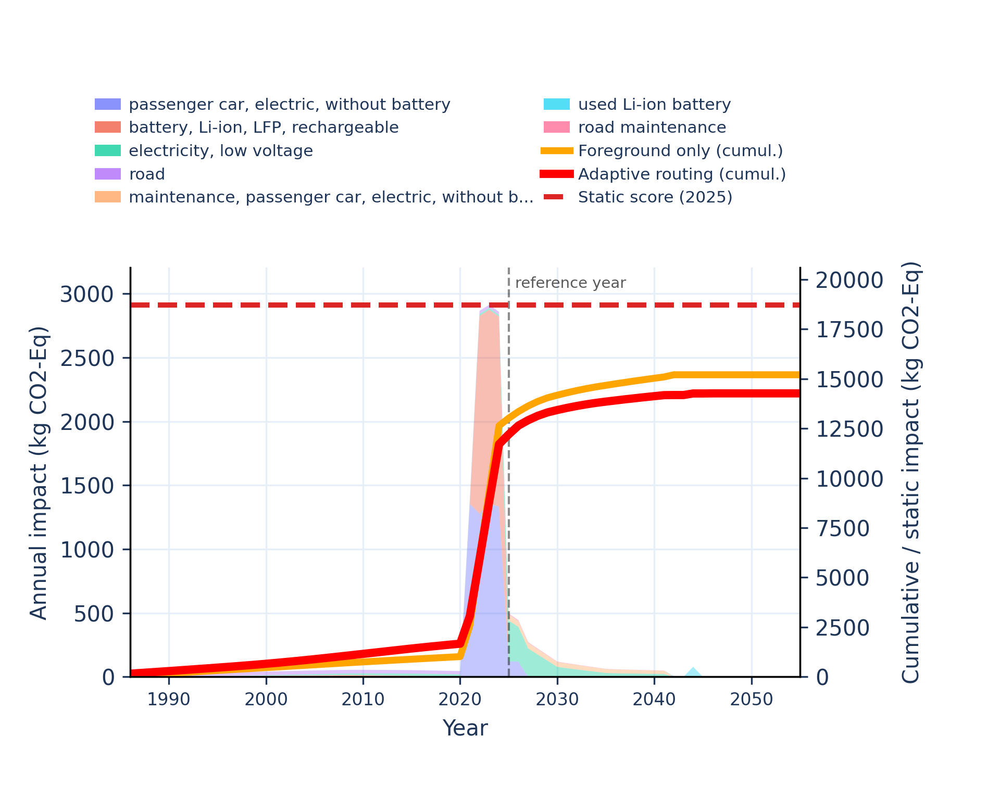 passenger car, electric, without battery
battery, Li-ion, LFP, rechargeable
electricity, low voltage
road
maintenance, passenger car, electric, without b...
used Li-ion battery
road maintenance
Foreground only (cumul.)
Adaptive routing (cumul.)
Static score (2025)
reference year
3000
2500
2000
1500
1000
500
0
Annual impact (kg CO2-Eq)
20000
17500
15000
12500
10000
7500
5000
2500
0
Cumulative / static impact (kg CO2-Eq)
1990
2000
2010
2020
2030
2040
2050
Year